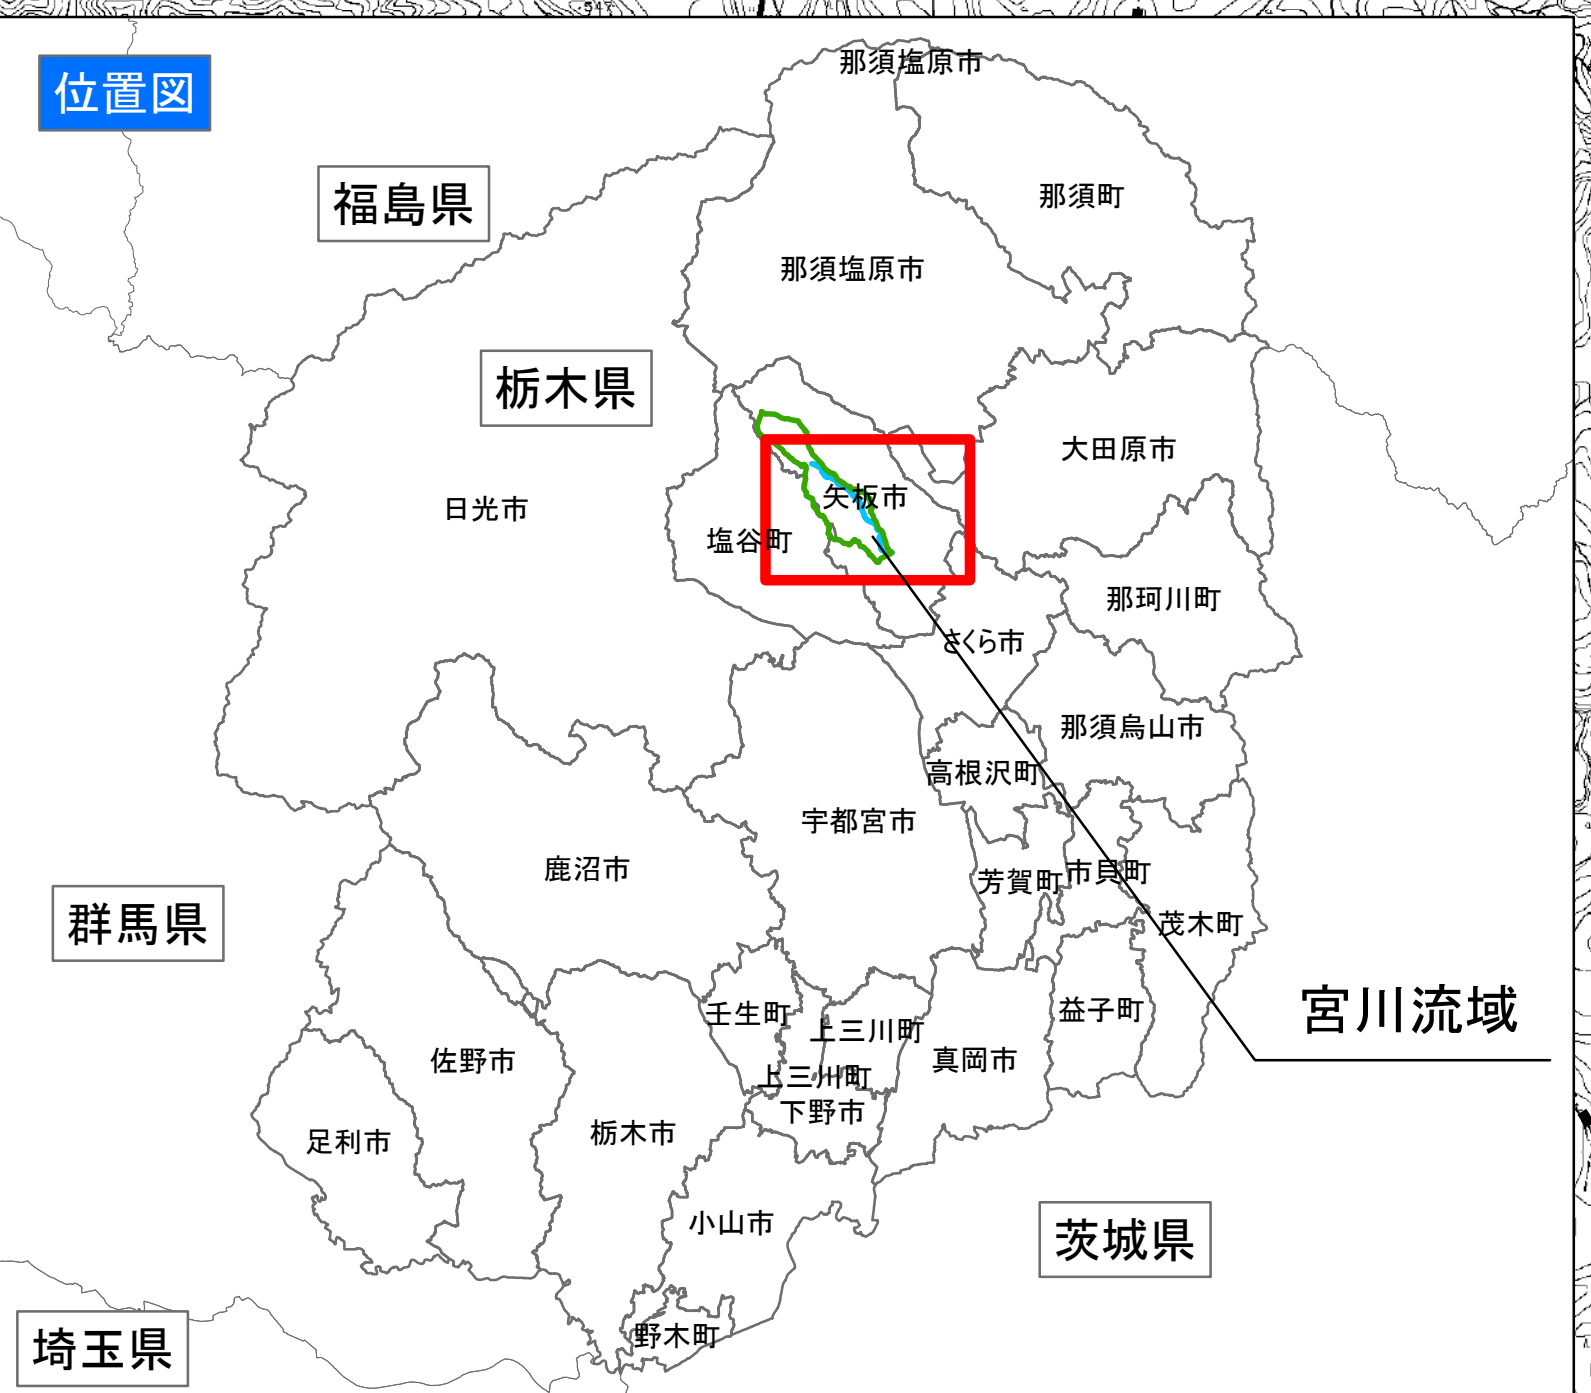 547
位置図
那須塩原市
福島県
那須町
那須塩原市
栃木県
大田原市
矢板市
日光市
塩谷町
那珂川町
さくら市
那須烏山市
高根沢町
宇都宮市
鹿沼市
芳賀町
市貝町
群馬県
茂木町
宮川流域
壬生町
上三川町
益子町
佐野市
真岡市
上三川町
下野市
足利市
栃木市
小山市
茨城県
野木町
埼玉県